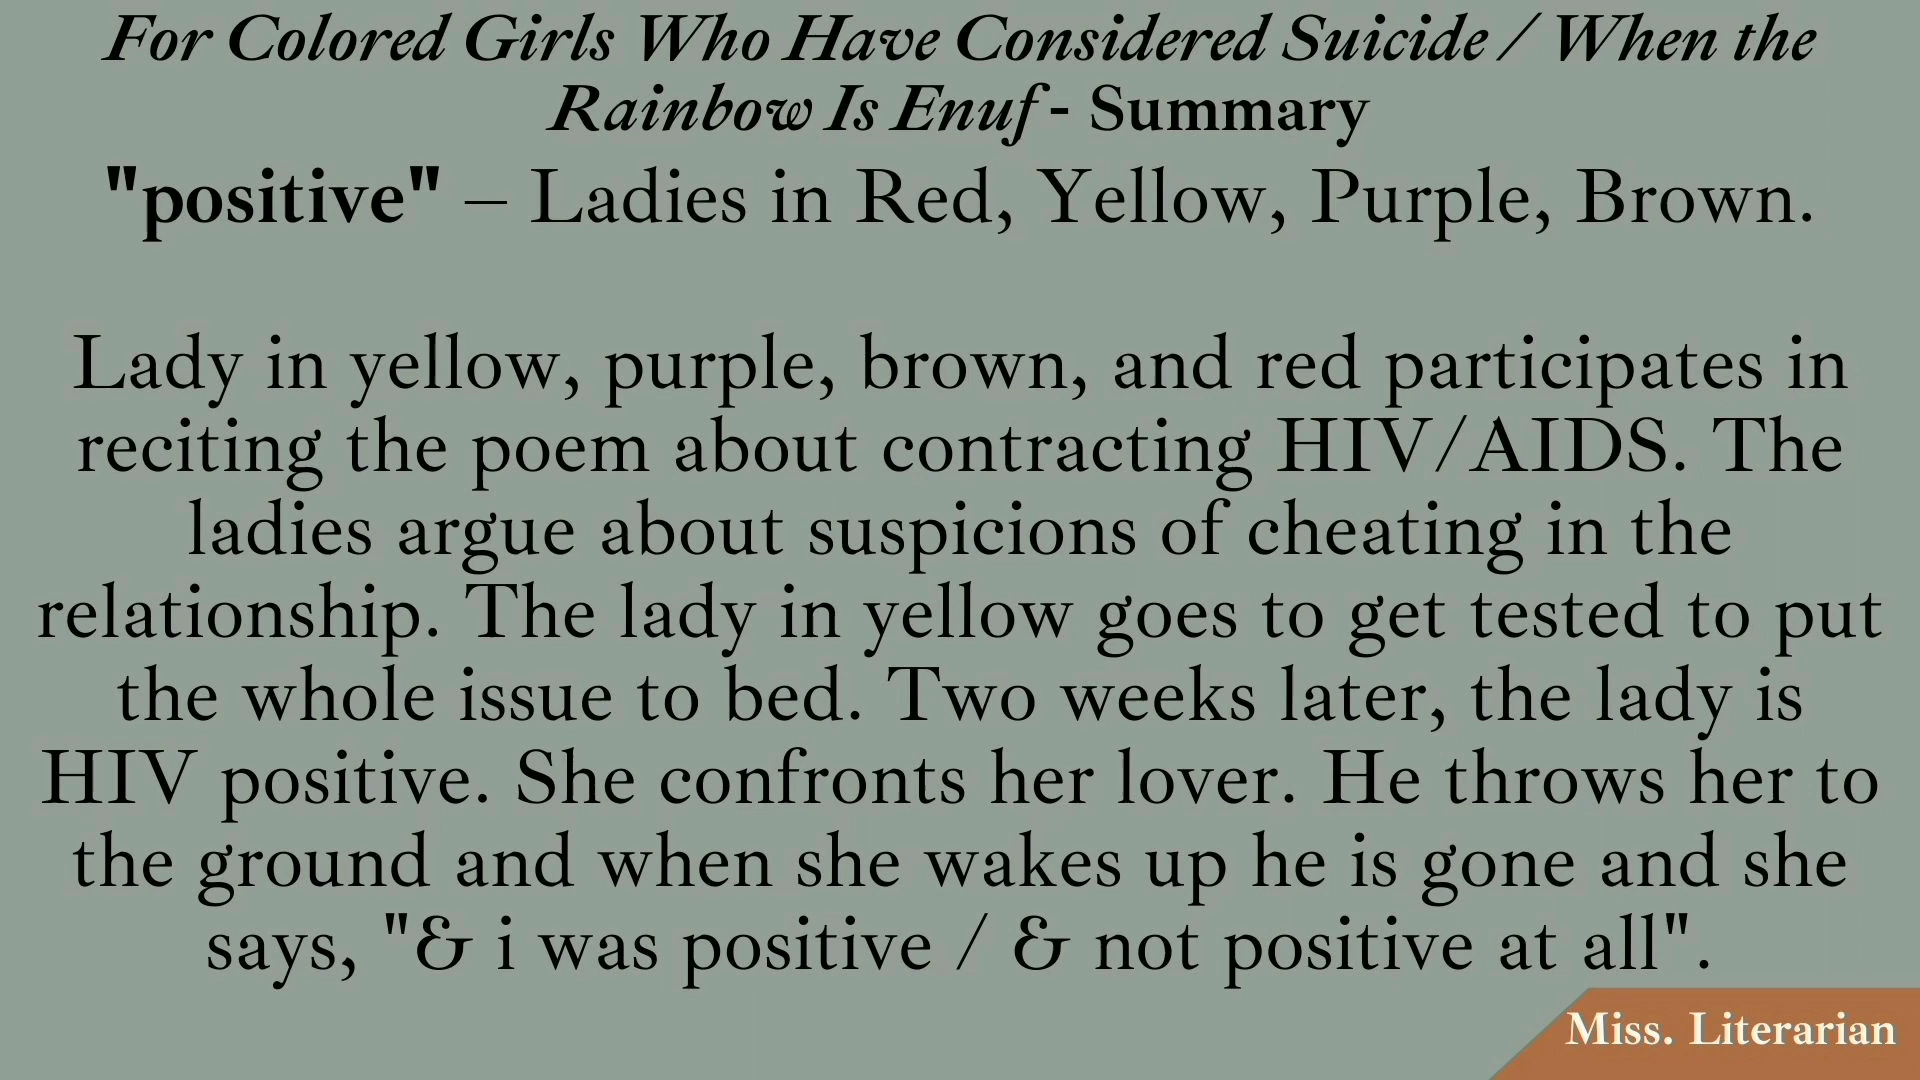 For Colored Girls Who Have Considered Suicide / When the
Rainbow Is Enuf - Summary
"positive" – Ladies in Red, Yellow, Purple, Brown.
Lady in yellow, purple, brown, and red participates in
reciting the poem about contracting HIV/AIDS. The
ladies argue about suspicions of cheating in the
relationship. The lady in yellow goes to get tested to put
the whole issue to bed. Two weeks later, the lady is
HIV positive. She confronts her lover. He throws her to
the ground and when she wakes up he is gone and she
says, "& i was positive / & not positive at all".
Miss. Literarian